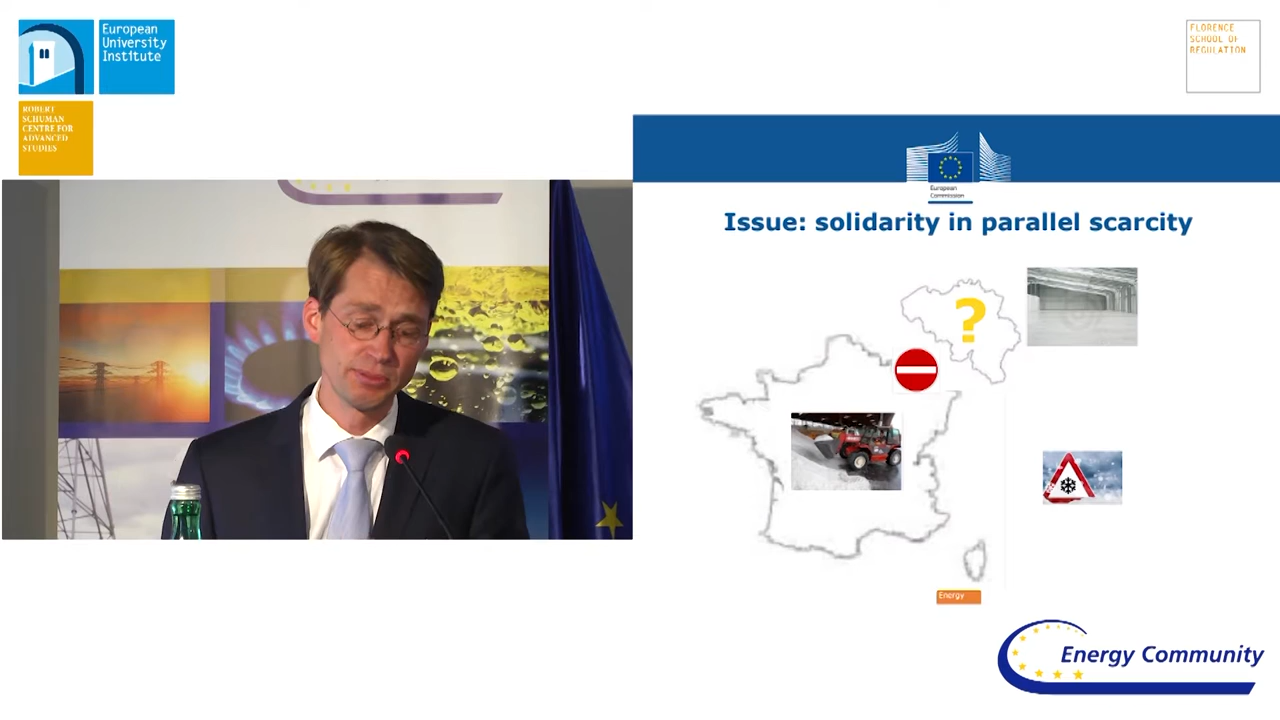 European
University
Institute
FLORENCE
SCHOOL OF
REGULATION
ROBERT
SCHUMAN
CENTRE FOR
ADVANCED
STUDIES
European
Commission
Issue: solidarity in parallel scarcity
?
Energy
Energy Community